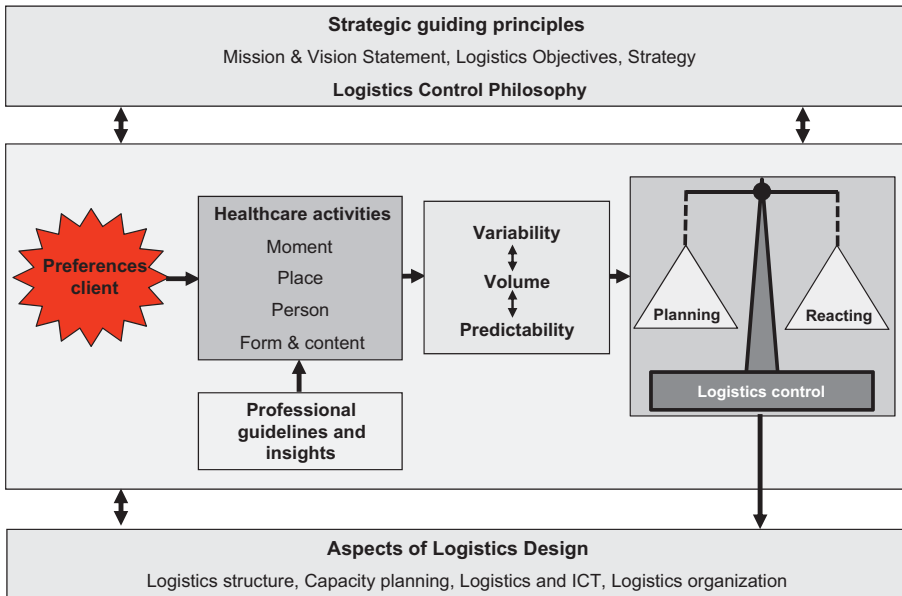 Strategic guiding principles
Mission & Vision Statement, Logistics Objectives, Strategy
Logistics Control Philosophy
Preferences
client
Healthcare activities
Moment
Place
Person
Form & content
Professional
guidelines and
insights
Variability
Volume
Predictability
Planning
Reacting
Logistics control
Aspects of Logistics Design
Logistics structure, Capacity planning, Logistics and ICT, Logistics organization